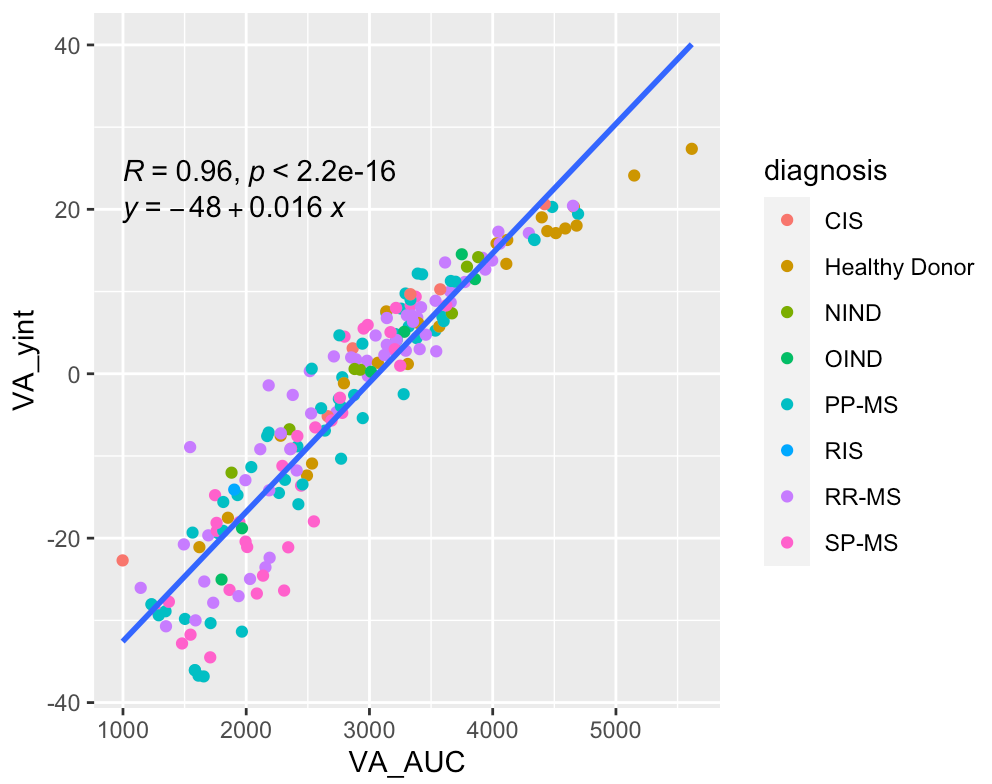 R = 0.96, p < 2.2e-16
y = −48 + 0.016 x
40
20
0
-20
-40
VA_yint
1000 2000 3000 4000 5000
VA_AUC
diagnosis
CIS
Healthy Donor
NIND
OIND
PP-MS
RIS
RR-MS
SP-MS